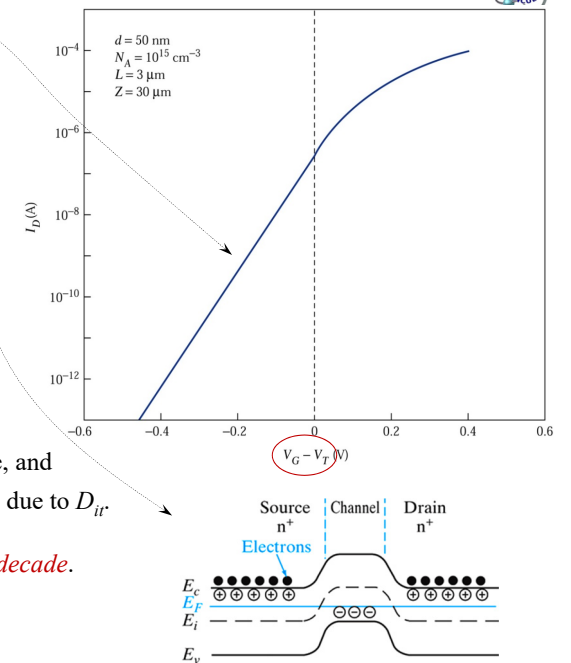 d = 50 nm
N_A = 10^15 cm^−3
L = 3 μm
Z = 30 μm
10^−4
10^−6
10^−8
10^−10
10^−12
I_D (A)
−0.6 −0.4 −0.2 0 0.2 0.4 0.6
V_G − V_T (V)
, and
due to D_it.
decade.
Source Channel Drain
n^+ n^+
Electrons
E_c
E_F
E_i
E_v